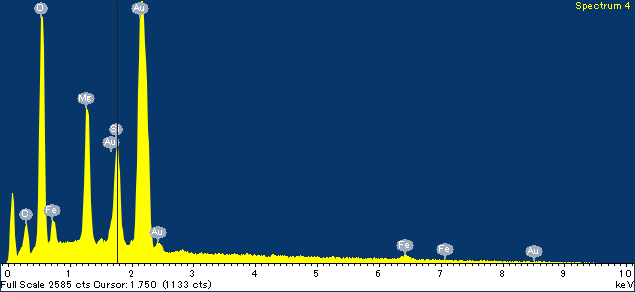 Spectrum 4
O
Au
Mg
Si
Au
O
Fe
Au
Fe
Fe
Au
0 1 2 3 4 5 6 7 8 9 10
Full Scale 2585 cts Cursor: 1.750 (1133 cts) keV